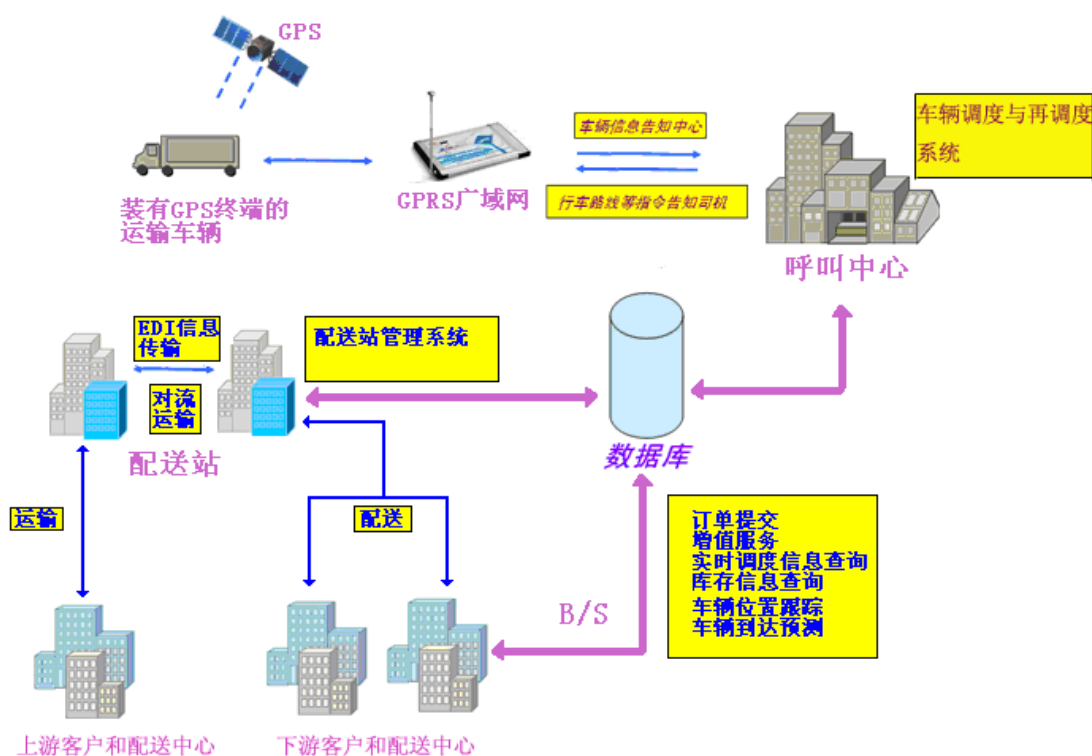 GPS
车辆调度与再调度
系统
车辆信息告知中心
GPRS广域网
行车路线等指令告知司机
装有GPS终端的
运输车辆
呼叫中心
EDI信息
传输
配送站管理系统
对流
运输
配送站
数据库
运输
配送
订单提交
增值服务
实时调度信息查询
库存信息查询
车辆位置跟踪
车辆到达预测
B/S
上游客户和配送中心
下游客户和配送中心